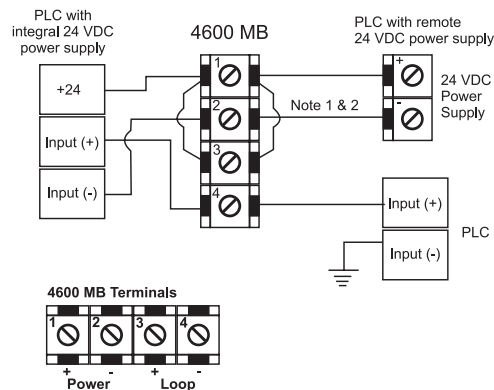 PLC with
integral 24 VDC
power supply
4600 MB
PLC with remote
24 VDC power supply
+24
Input (+)
Input (-)
1
2
3
4
Note 1 & 2
+
-
24 VDC
Power
Supply
Input (+)
Input (-)
PLC
4600 MB Terminals
1 2 3 4
+ - + -
Power Loop